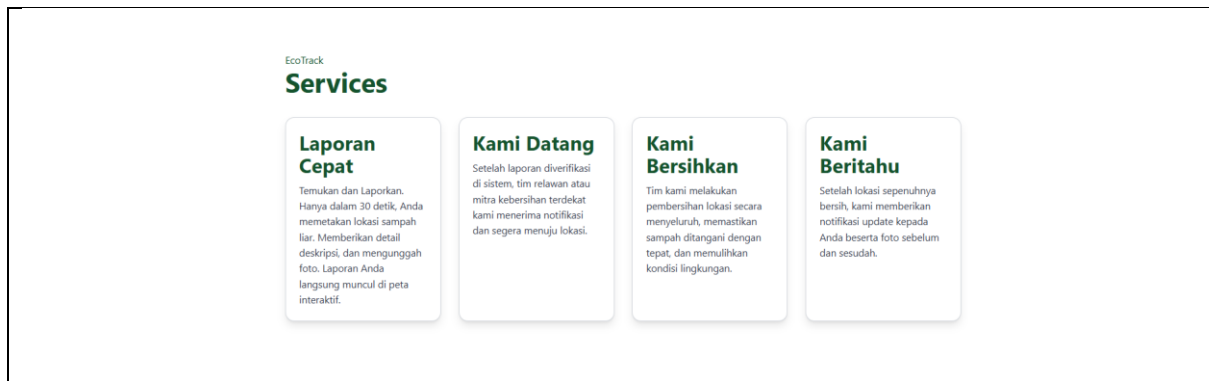 EcoTrack
Services
Laporan
Cepat
Temukan dan Laporkan.
Hanya dalam 30 detik, Anda
memetakan lokasi sampah
liar. Memberikan detail
deskripsi, dan mengunggah
foto. Laporan Anda
langsung muncul di peta
interaktif.
Kami Datang
Setelah laporan diverifikasi
di sistem, tim relawan atau
mitra kebersihan terdekat
kami menerima notifikasi
dan segera menuju lokasi.
Kami
Bersihkan
Tim kami melakukan
pembersihan lokasi secara
menyeluruh, memastikan
sampah ditangani dengan
tepat, dan memulihkan
kondisi lingkungan.
Kami
Beritahu
Setelah lokasi sepenuhnya
bersih, kami memberikan
notifikasi update kepada
Anda beserta foto sebelum
dan sesudah.